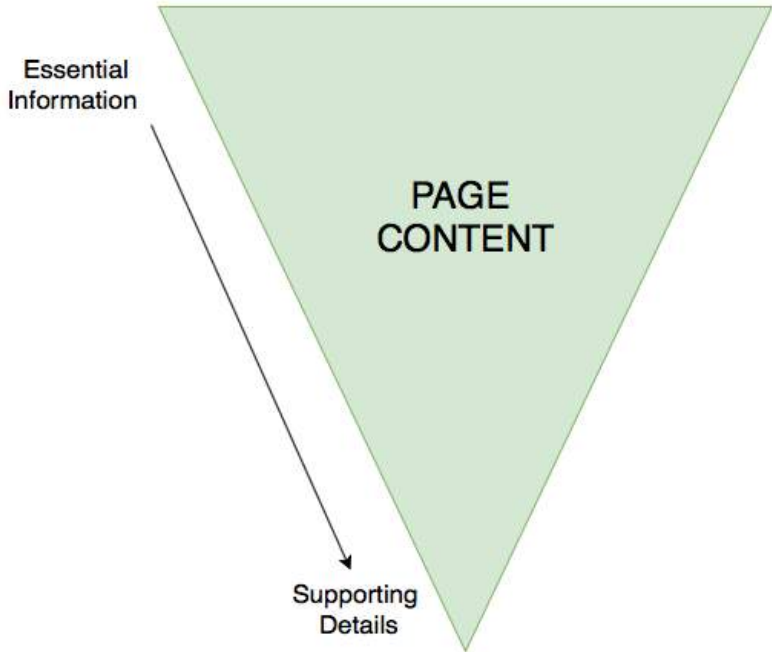 Essential
Information
PAGE
CONTENT
Supporting
Details